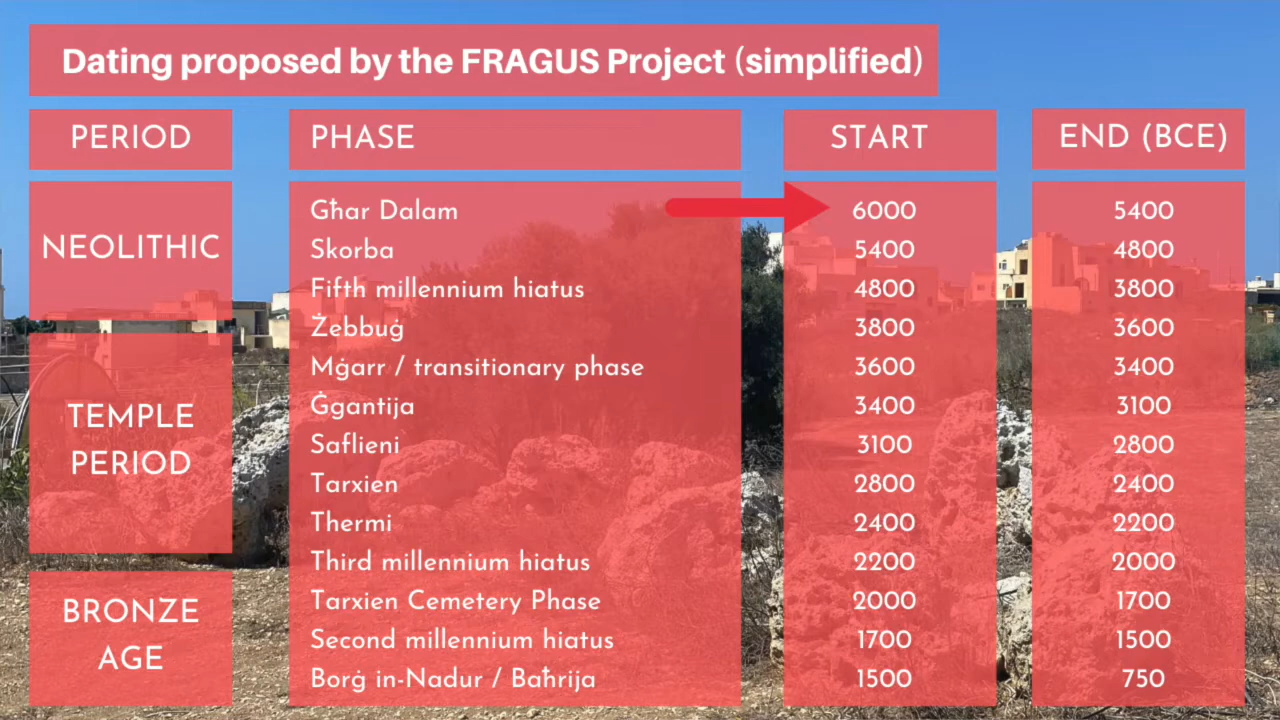 Dating proposed by the FRAGUS Project (simplified)
PERIOD PHASE START END (BCE)
NEOLITHIC
TEMPLE
PERIOD
BRONZE
AGE
Għar Dalam 6000 5400
Skorba 5400 4800
Fifth millennium hiatus 4800 3800
Żebbuġ 3800 3600
Mġarr / transitionary phase 3600 3400
Ġgantija 3400 3100
Saflieni 3100 2800
Tarxien 2800 2400
Thermi 2400 2200
Third millennium hiatus 2200 2000
Tarxien Cemetery Phase 2000 1700
Second millennium hiatus 1700 1500
Borġ in-Nadur / Baħrija 1500 750